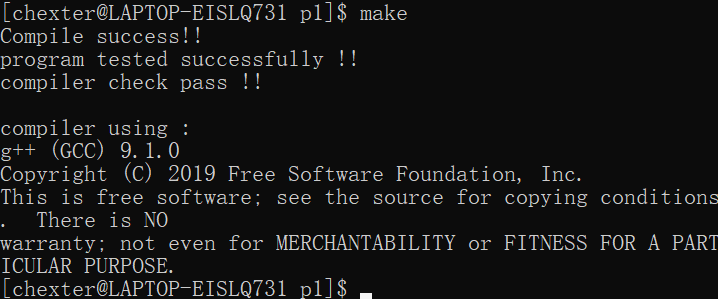 [chexter@LAPTOP-EISLQ731 p1]$ make
Compile success!!
program tested successfully !!
compiler check pass !!

compiler using :
g++ (GCC) 9.1.0
Copyright (C) 2019 Free Software Foundation, Inc.
This is free software; see the source for copying conditions
.  There is NO
warranty; not even for MERCHANTABILITY or FITNESS FOR A PART
ICULAR PURPOSE.
[chexter@LAPTOP-EISLQ731 p1]$